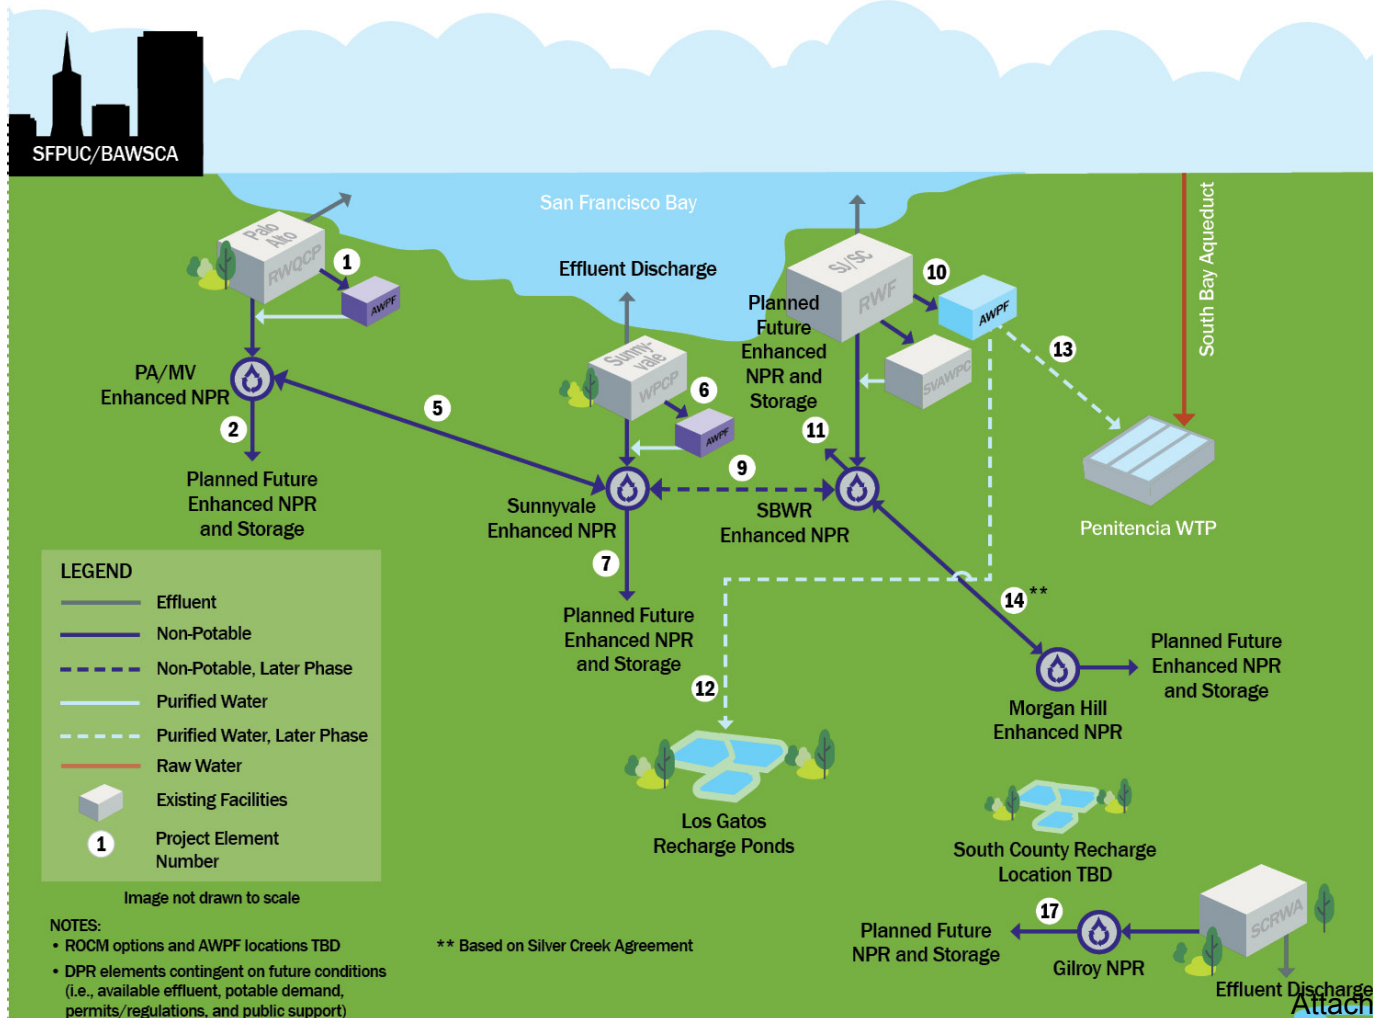 SFPUC/BAWSCA
San Francisco Bay
South Bay Aqueduct
Palo
Alto
RWQCP
1
AWPF
Effluent Discharge
SJ/SC
RWF
10
AWPF
Planned
Future
Enhanced
NPR and
Storage
SVAWPC
13
Sunny-
vale
WPCP
6
AWPF
PA/MV
Enhanced NPR
2
5
11
9
Planned Future
Enhanced NPR
and Storage
Sunnyvale
Enhanced NPR
SBWR
Enhanced NPR
Penitencia WTP
7
14**
Planned Future
Enhanced NPR
and Storage
Planned Future
Enhanced NPR
and Storage
12
Morgan Hill
Enhanced NPR
Los Gatos
Recharge Ponds
South County Recharge
Location TBD
SCRWA
17
Planned Future
NPR and Storage
Gilroy NPR
Effluent Discharge
LEGEND
Effluent
Non-Potable
Non-Potable, Later Phase
Purified Water
Purified Water, Later Phase
Raw Water
Existing Facilities
1
Project Element
Number
Image not drawn to scale
NOTES:
• ROCM options and AWPF locations TBD
• DPR elements contingent on future conditions
(i.e., available effluent, potable demand,
permits/regulations, and public support)
** Based on Silver Creek Agreement
Attach